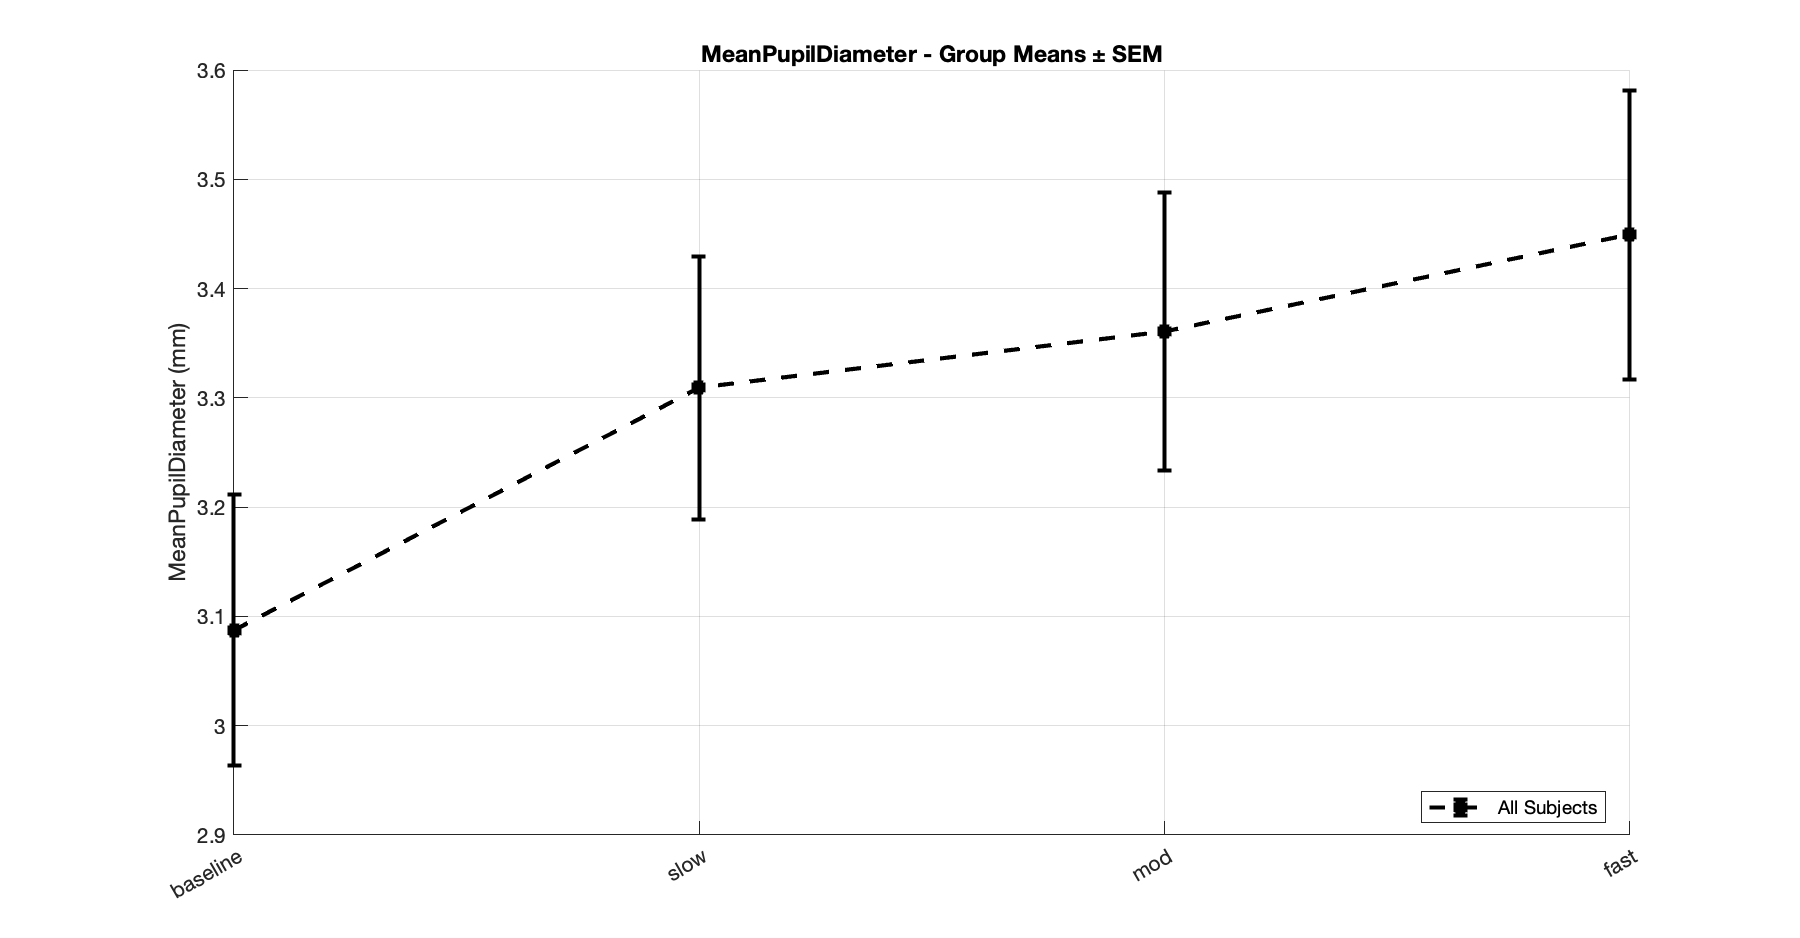 MeanPupilDiameter - Group Means ± SEM
3.6
3.5
3.4
3.3
3.2
3.1
3
2.9
MeanPupilDiameter (mm)
baseline
slow
mod
fast
All Subjects